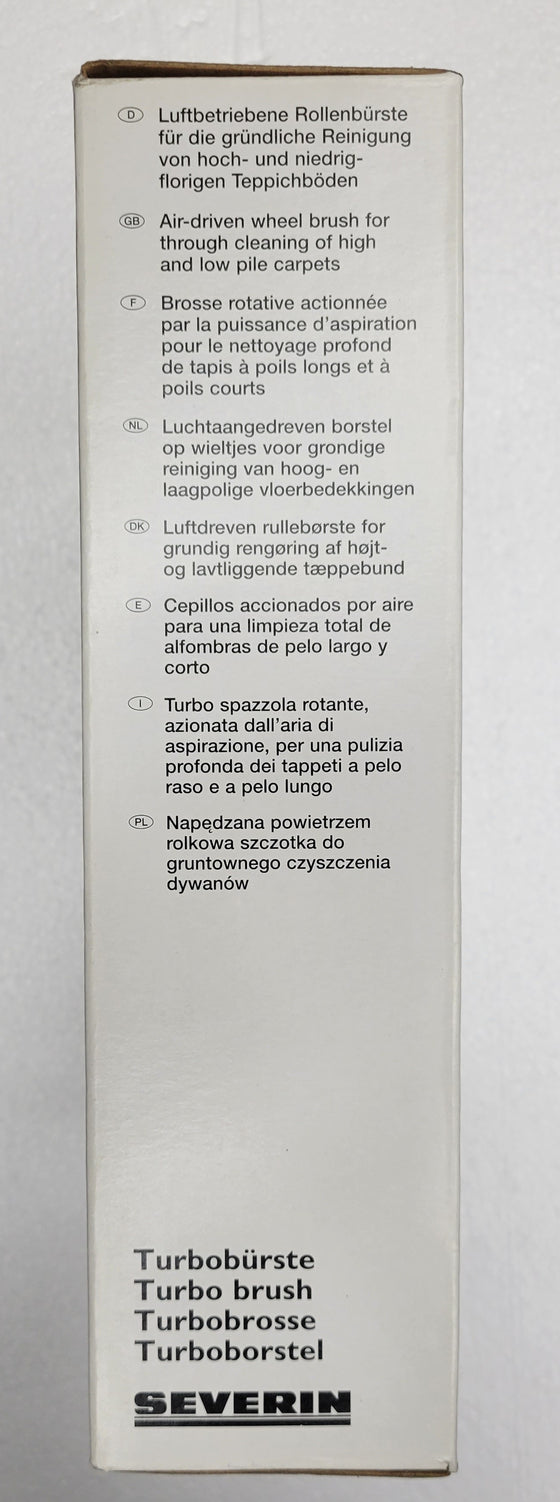 D Luftbetriebene Rollenbürste
für die gründliche Reinigung
von hoch- und niedrig-
florigen Teppichböden
GB Air-driven wheel brush for
through cleaning of high
and low pile carpets
F Brosse rotative actionnée
par la puissance d'aspiration
pour le nettoyage profond
de tapis à poils longs et à
poils courts
NL Luchtaangedreven borstel
op wieltjes voor grondige
reiniging van hoog- en
laagpolige vloerbedekkingen
DK Luftdreven rullebørste for
grundig rengøring af højt-
og lavtliggende tæppebund
E Cepillos accionados por aire
para una limpieza total de
alfombras de pelo largo y
corto
I Turbo spazzola rotante,
azionata dall'aria di
aspirazione, per una pulizia
profonda dei tappeti a pelo
raso e a pelo lungo
PL Napędzana powietrzem
rolkowa szczotka do
gruntownego czyszczenia
dywanów
Turbobürste
Turbo brush
Turbobrosse
Turboborstel
SEVERIN